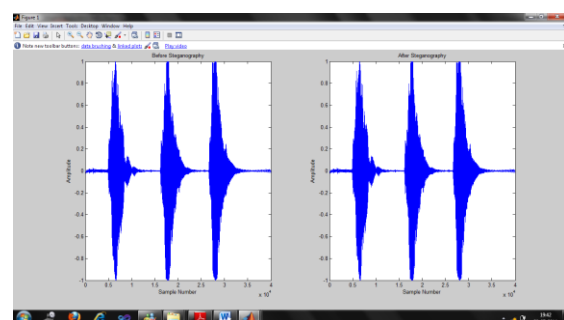 Figure 1
File Edit View Insert Tools Desktop Window Help
Note new toolbar buttons: data brushing & linked plots Play video
Before Steganography
After Steganography
1
0.8
0.6
0.4
0.2
0
-0.2
-0.4
-0.6
-0.8
-1
Amplitude
0 0.5 1 1.5 2 2.5 3 3.5 4
Sample Number
x 10^4
1
0.8
0.6
0.4
0.2
0
-0.2
-0.4
-0.6
-0.8
-1
Amplitude
0 0.5 1 1.5 2 2.5 3 3.5 4
Sample Number
x 10^4
19:42